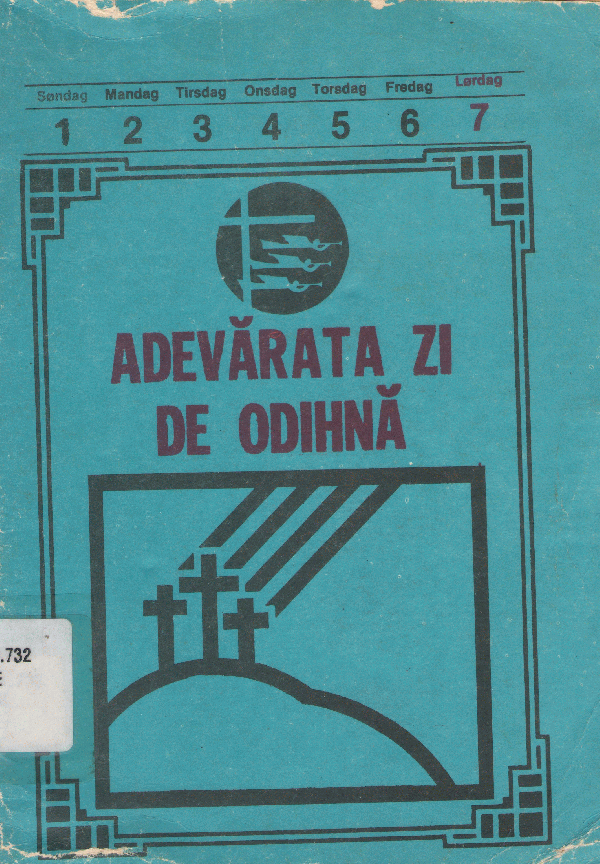 Søndag Mandag Tirsdag Onsdag Torsdag Fredag Lørdag
1 2 3 4 5 6 7
ADEVĂRATA ZI
DE ODIHNĂ
.732
E